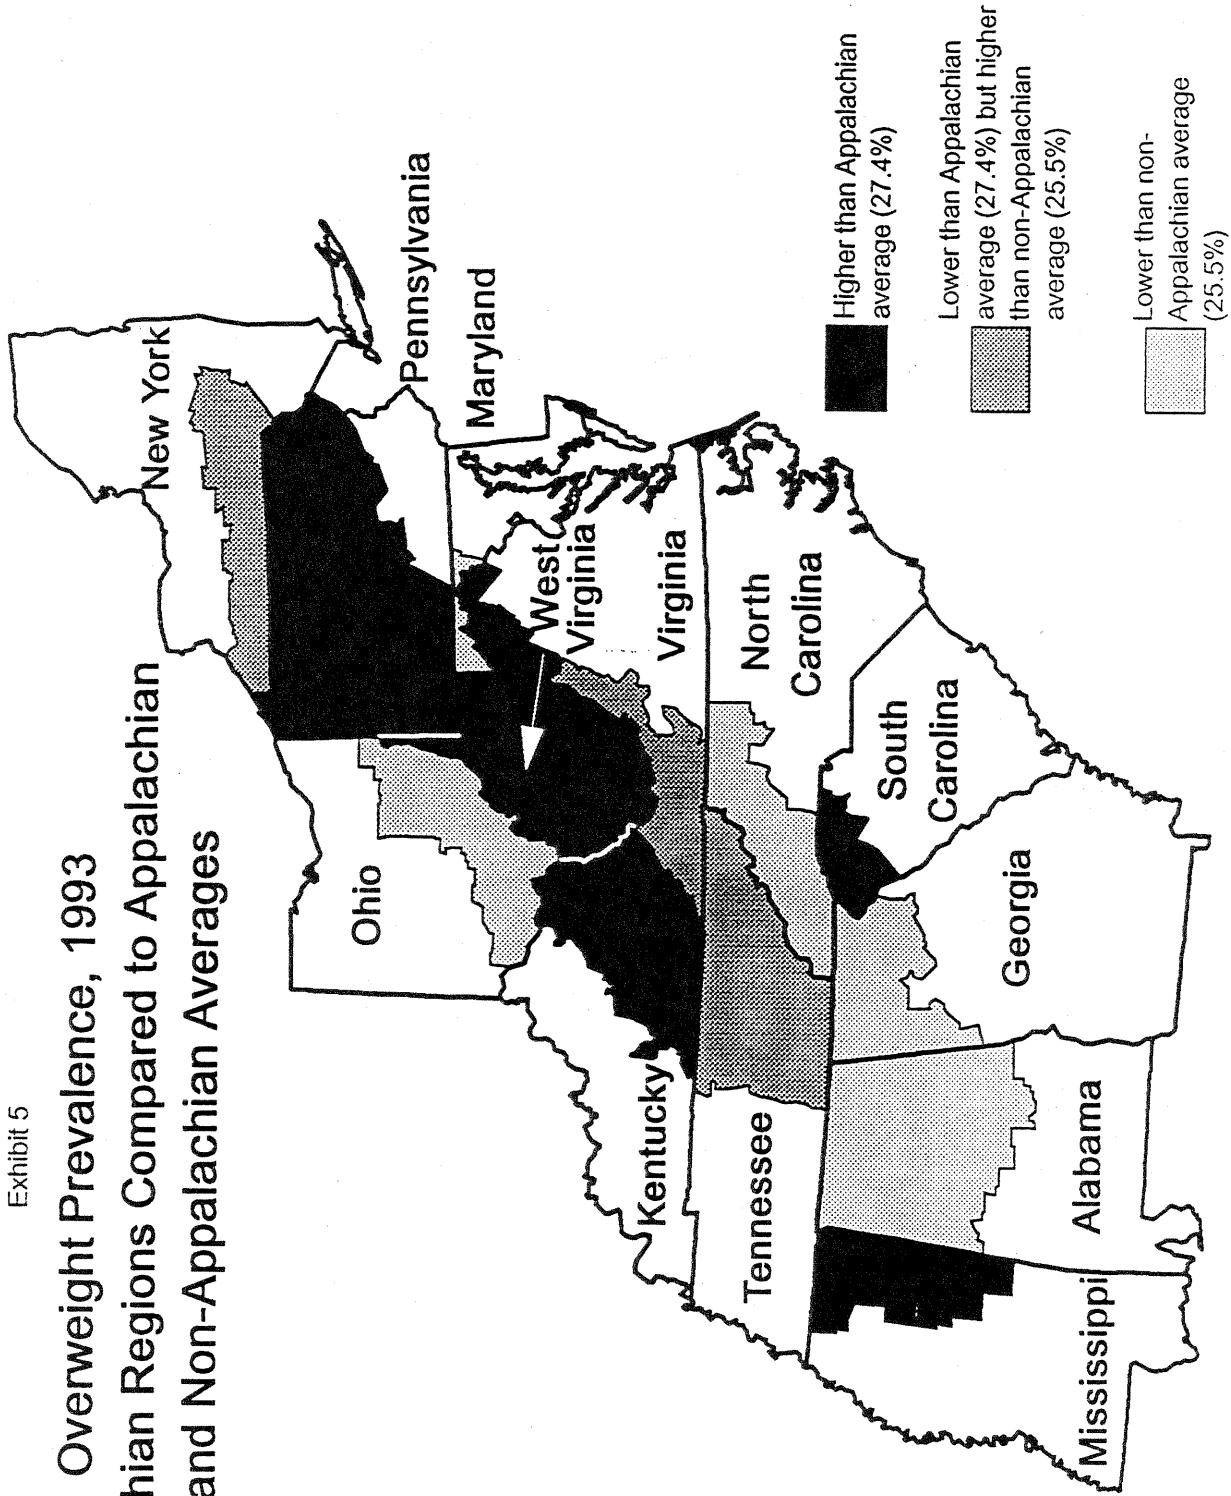 Exhibit 5
Overweight Prevalence, 1993
hian Regions Compared to Appalachian
and Non-Appalachian Averages
New York
Pennsylvania
Maryland
Ohio
West
Virginia
Virginia
Kentucky
North
Carolina
Tennessee
South
Carolina
Georgia
Alabama
Mississippi
Higher than Appalachian
average (27.4%)
Lower than Appalachian
average (27.4%) but higher
than non-Appalachian
average (25.5%)
Lower than non-
Appalachian average
(25.5%)